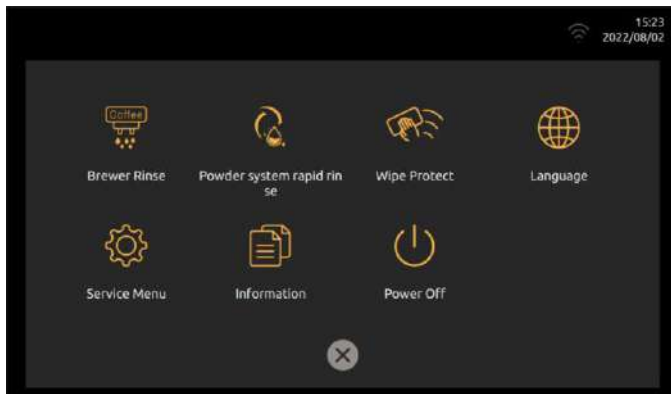 15:23
2022/08/02
Coffee
Brewer Rinse
Powder system rapid rin
se
Wipe Protect
Language
Service Menu
Information
Power Off